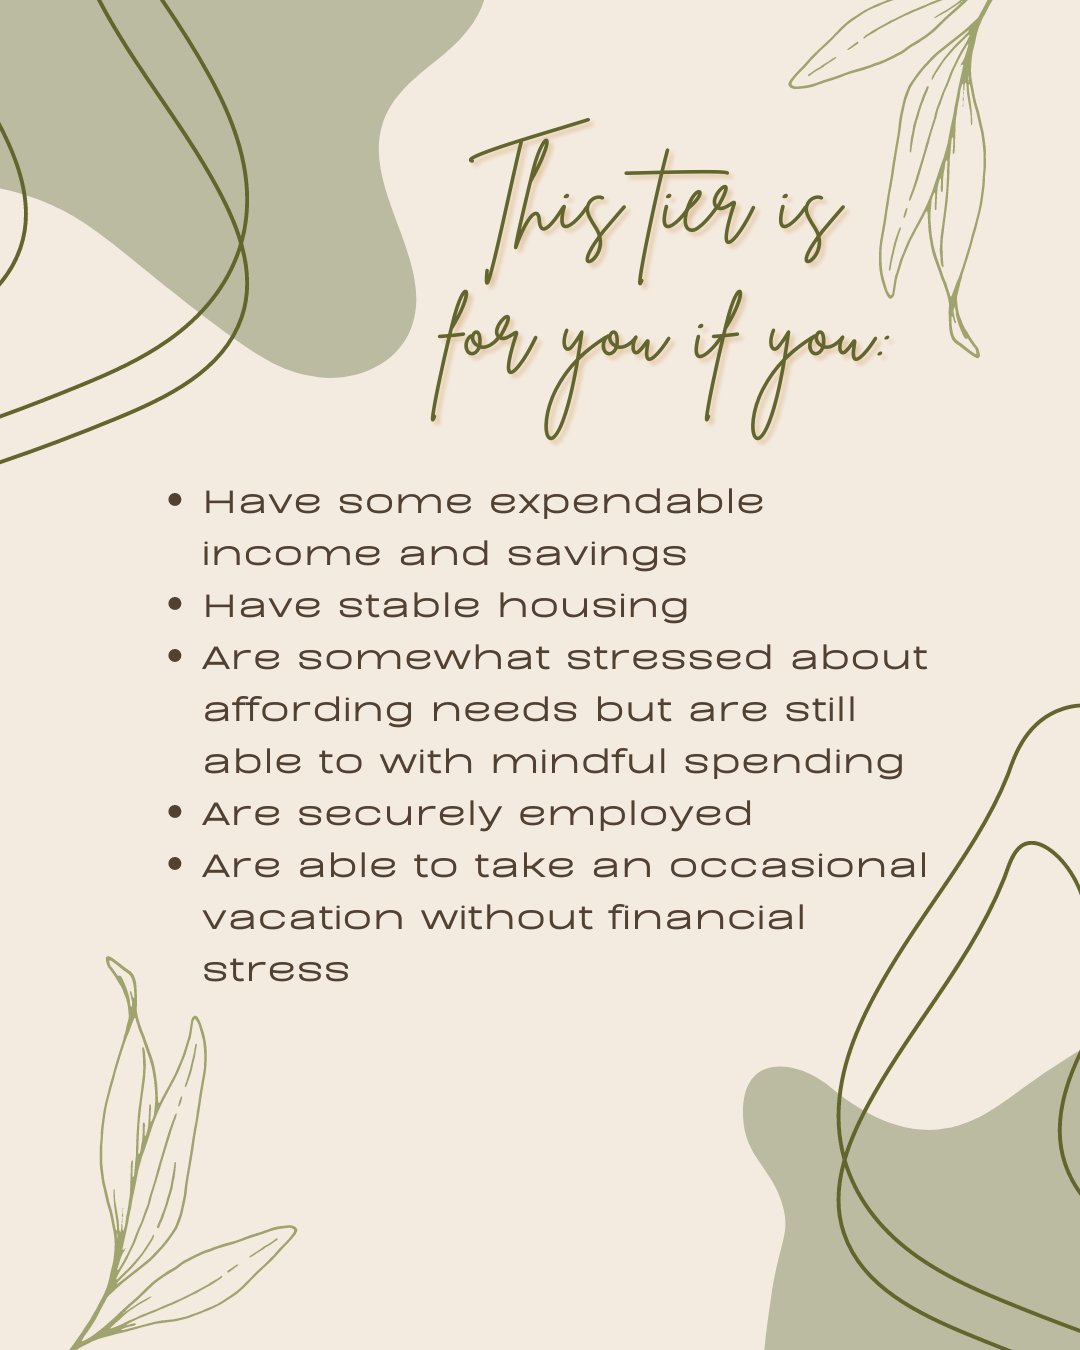 This tier is
for you if you:
• Have some expendable
income and savings
• Have stable housing
• Are somewhat stressed about
affording needs but are still
able to with mindful spending
• Are securely employed
• Are able to take an occasional
vacation without financial
stress